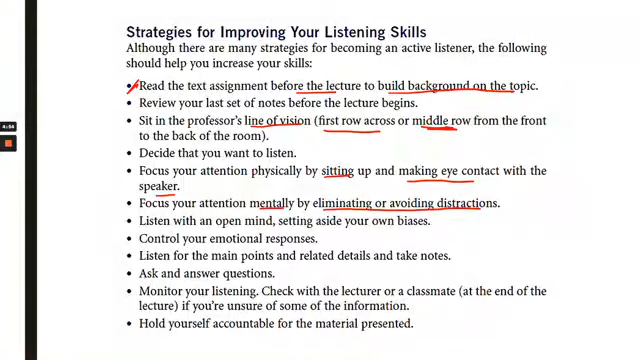 Strategies for Improving Your Listening Skills
Although there are many strategies for becoming an active listener, the following
should help you increase your skills:
• Read the text assignment before the lecture to build background on the topic.
• Review your last set of notes before the lecture begins.
• Sit in the professor's line of vision (first row across or middle row from the front
to the back of the room).
• Decide that you want to listen.
• Focus your attention physically by sitting up and making eye contact with the
speaker.
• Focus your attention mentally by eliminating or avoiding distractions.
• Listen with an open mind, setting aside your own biases.
• Control your emotional responses.
• Listen for the main points and related details and take notes.
• Ask and answer questions.
• Monitor your listening. Check with the lecturer or a classmate (at the end of the
lecture) if you're unsure of some of the information.
• Hold yourself accountable for the material presented.